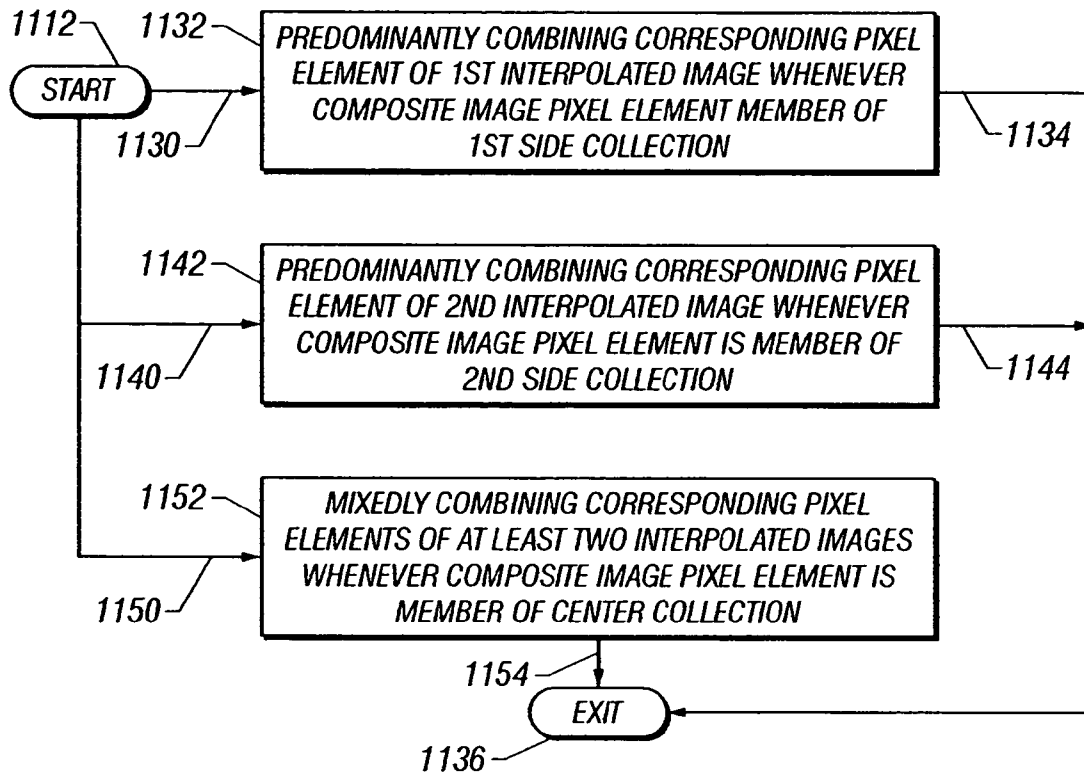 1112
START
1130
1132
PREDOMINANTLY COMBINING CORRESPONDING PIXEL
ELEMENT OF 1ST INTERPOLATED IMAGE WHENEVER
COMPOSITE IMAGE PIXEL ELEMENT MEMBER OF
1ST SIDE COLLECTION
1134
1142
PREDOMINANTLY COMBINING CORRESPONDING PIXEL
ELEMENT OF 2ND INTERPOLATED IMAGE WHENEVER
COMPOSITE IMAGE PIXEL ELEMENT IS MEMBER OF
2ND SIDE COLLECTION
1140
1144
1152
MIXEDLY COMBINING CORRESPONDING PIXEL
ELEMENTS OF AT LEAST TWO INTERPOLATED IMAGES
WHENEVER COMPOSITE IMAGE PIXEL ELEMENT IS
MEMBER OF CENTER COLLECTION
1150
1154
EXIT
1136